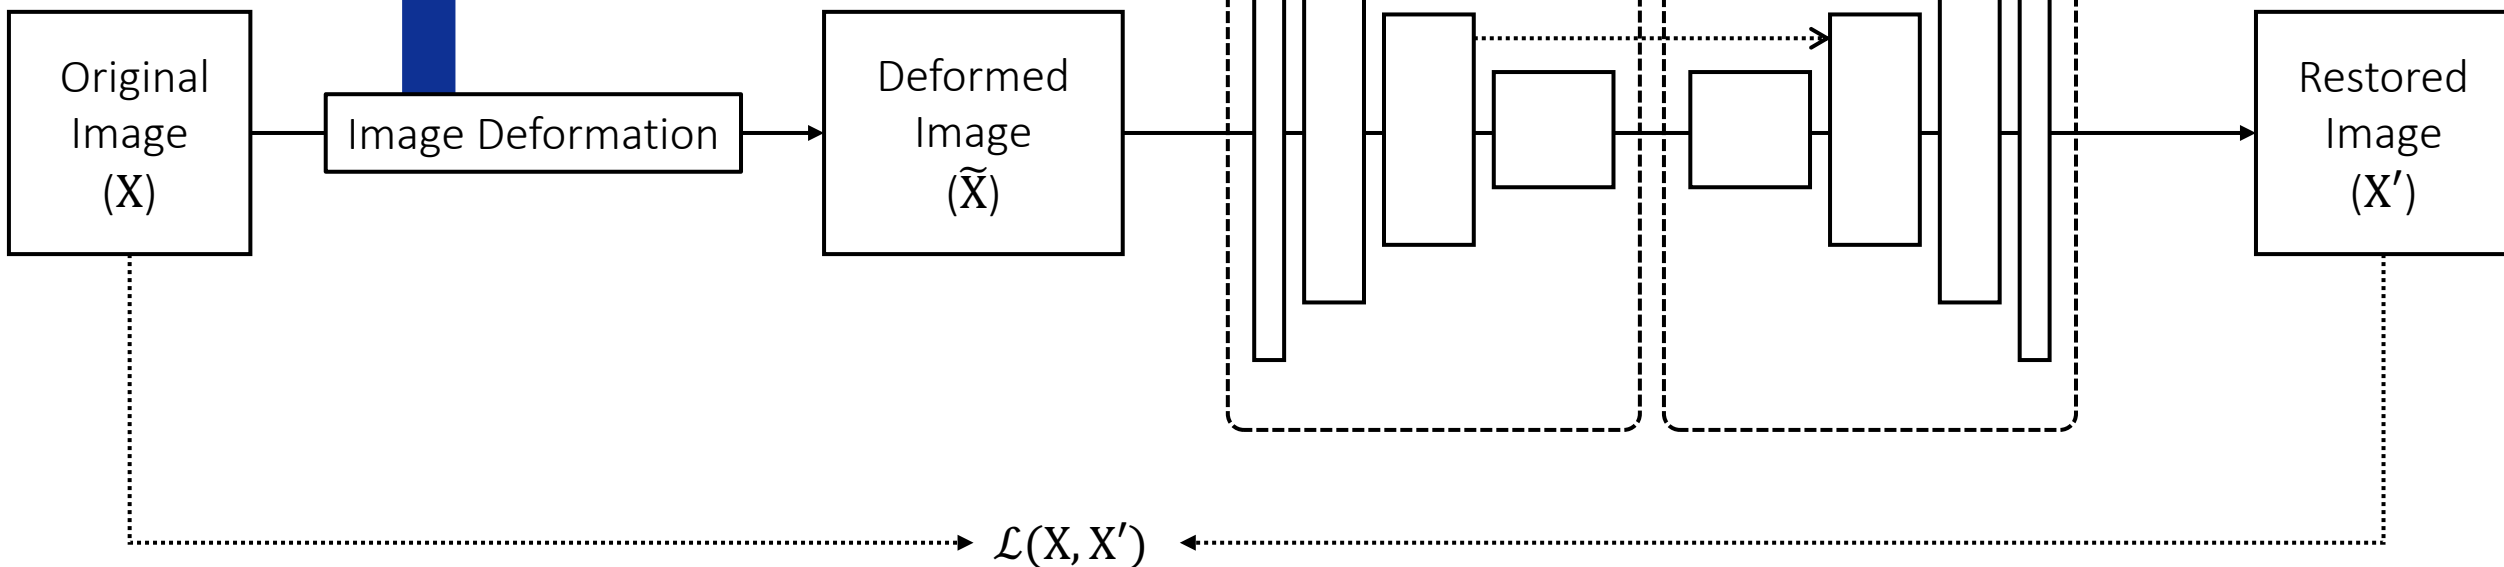 Original
Image
(X)
Image Deformation
Deformed
Image
(X̃)
Restored
Image
(X′)
ℒ(X, X′)